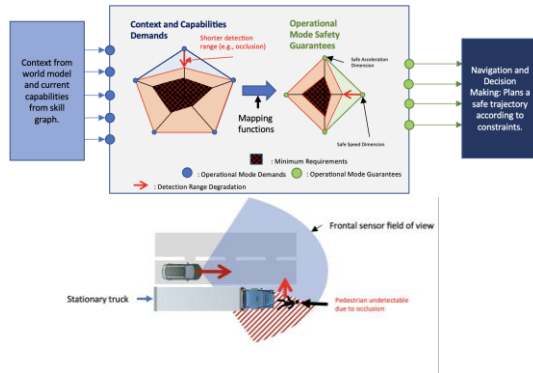 Context from
world model
and current
capabilities
from skill
graph.
Context and Capabilities
Demands
Shorter detection
range (e.g., occlusion)
Mapping
functions
Operational
Mode Safety
Guarantees
Safe Acceleration
Dimension
Safe Speed Dimension
: Minimum Requirements
: Operational Mode Demands
: Operational Mode Guarantees
: Detection Range Degradation
Navigation and
Decision
Making: Plans a
safe trajectory
according to
constraints.
Frontal sensor field of view
Stationary truck
Pedestrian undetectable
due to occlusion